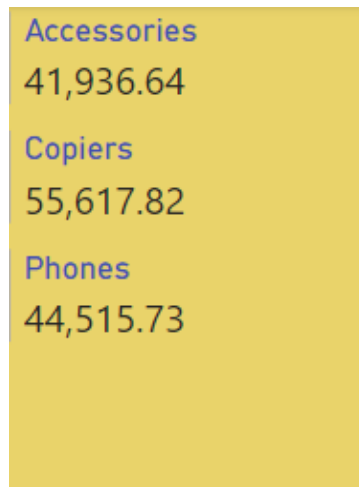 Accessories
41,936.64
Copiers
55,617.82
Phones
44,515.73